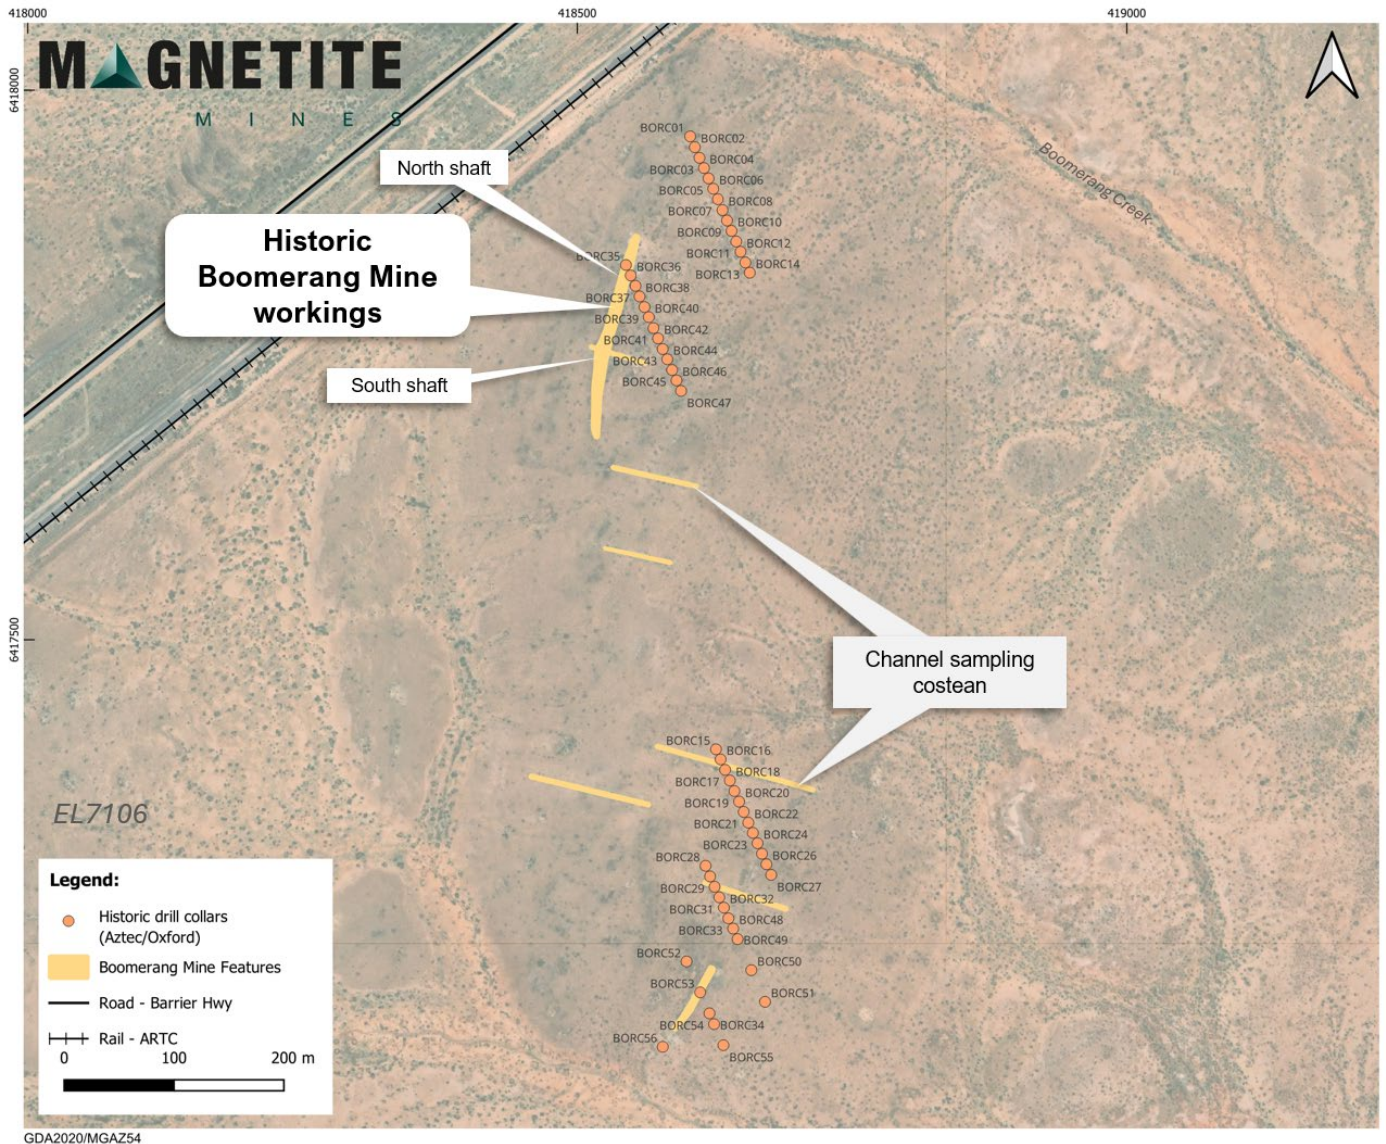 418000
418500
419000
6418000
6417500
MAGNETITE
MINES
North shaft
Historic
Boomerang Mine
workings
South shaft
Boomerang Creek
BORC01
BORC02
BORC04
BORC03
BORC06
BORC05
BORC08
BORC07
BORC10
BORC09
BORC12
BORC11
BORC14
BORC13
BORC35
BORC36
BORC38
BORC37
BORC40
BORC39
BORC42
BORC41
BORC44
BORC43
BORC46
BORC45
BORC47
Channel sampling
costean
BORC15
BORC16
BORC18
BORC17
BORC20
BORC19
BORC22
BORC21
BORC24
BORC23
BORC26
BORC28
BORC27
BORC29
BORC32
BORC31
BORC48
BORC33
BORC49
BORC52
BORC50
BORC53
BORC51
BORC54
BORC34
BORC56
BORC55
EL7106
Legend:
Historic drill collars
(Aztec/Oxford)
Boomerang Mine Features
Road - Barrier Hwy
Rail - ARTC
0 100 200 m
GDA2020/MGAZ54